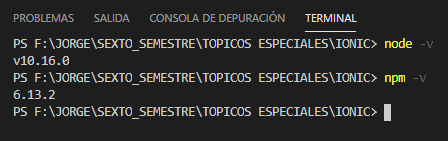 PROBLEMAS SALIDA CONSOLA DE DEPURACIÓN TERMINAL
PS F:\JORGE\SEXTO_SEMESTRE\TOPICOS ESPECIALES\IONIC> node -v
v10.16.0
PS F:\JORGE\SEXTO_SEMESTRE\TOPICOS ESPECIALES\IONIC> npm -v
6.13.2
PS F:\JORGE\SEXTO_SEMESTRE\TOPICOS ESPECIALES\IONIC>